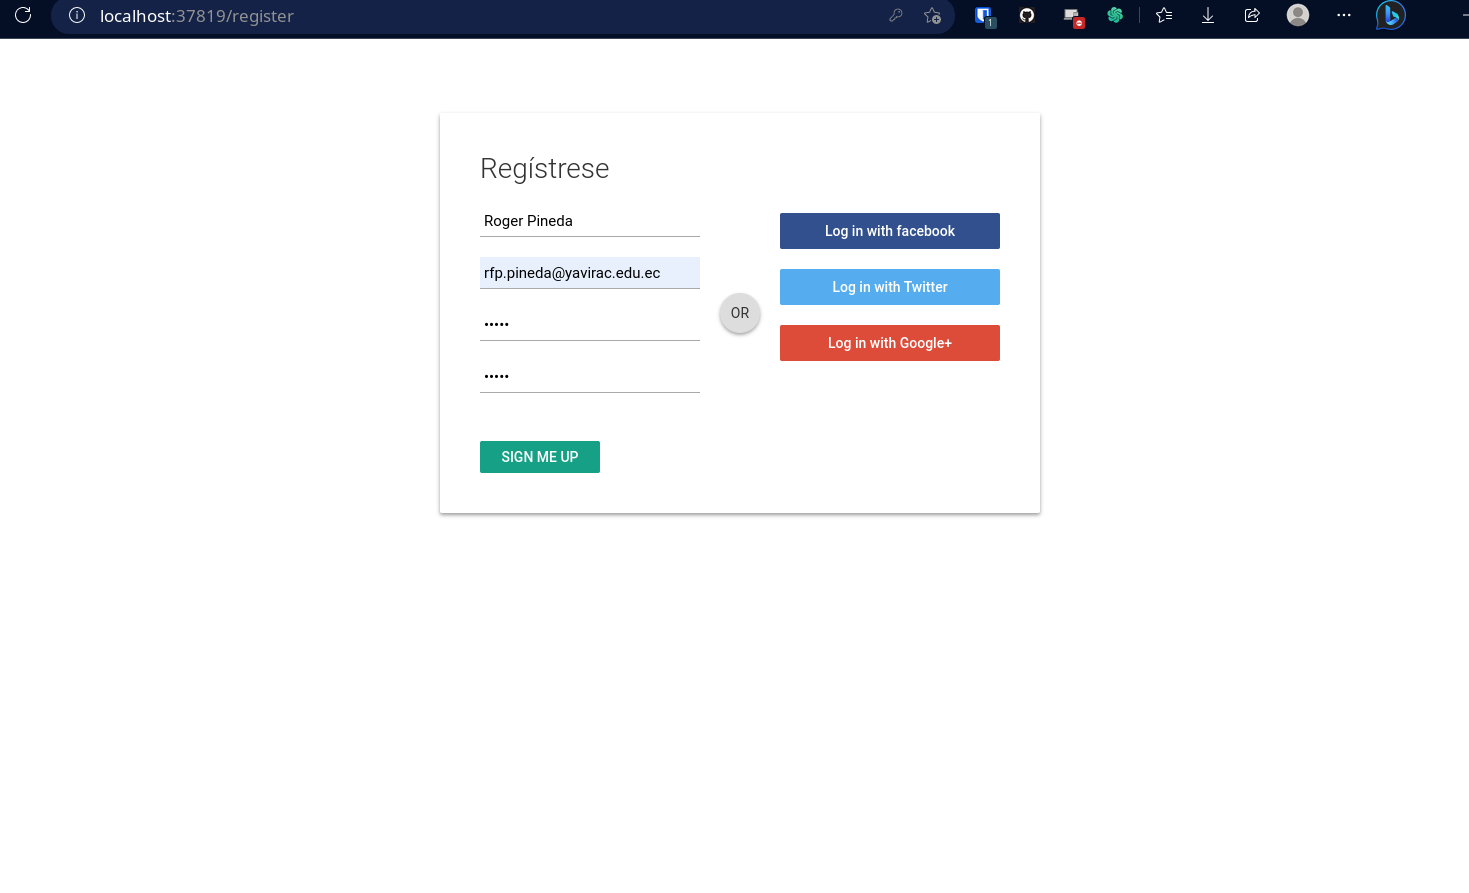 localhost:37819/register
1
Regístrese
Roger Pineda
rfp.pineda@yavirac.edu.ec
•••••
•••••
SIGN ME UP
OR
Log in with facebook
Log in with Twitter
Log in with Google+